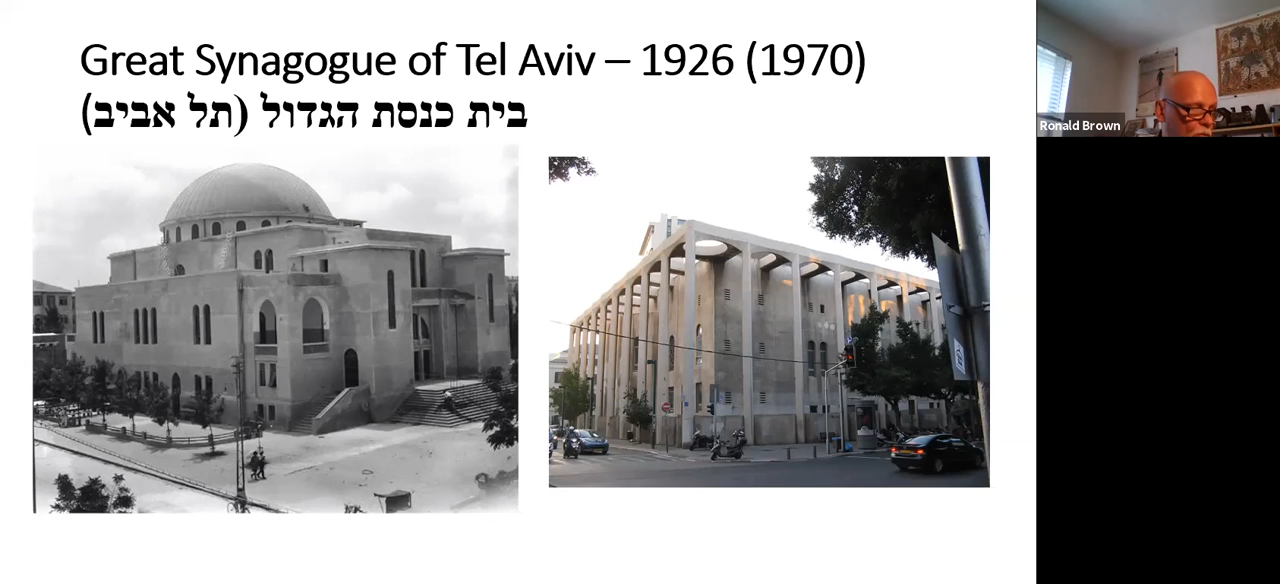 Great Synagogue of Tel Aviv – 1926 (1970)
בית כנסת הגדול (תל אביב)
Ronald Brown